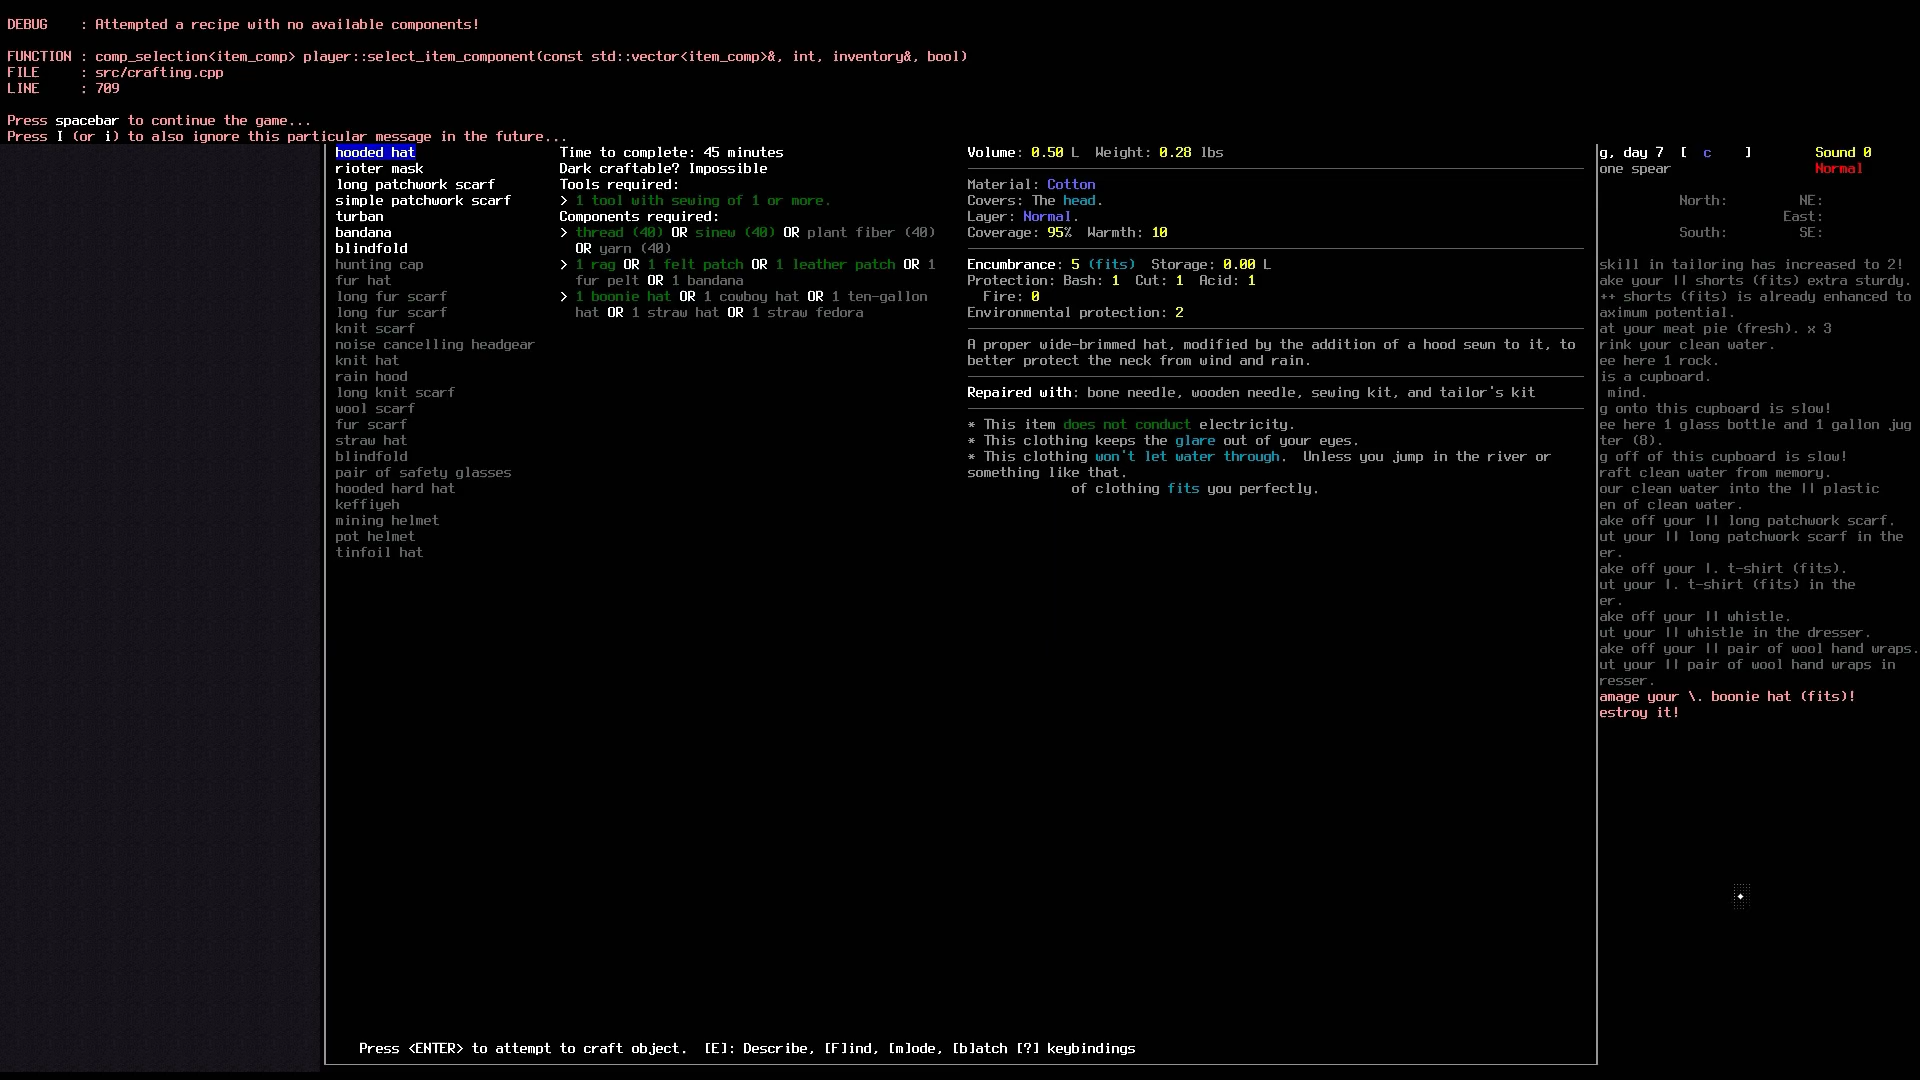 DEBUG    : Attempted a recipe with no available components!
FUNCTION : comp_selection<item_comp> player::select_item_component(const std::vector<item_comp>&, int, inventory&, bool)
FILE     : src/crafting.cpp
LINE     : 709
Press spacebar to continue the game...
Press I (or i) to also ignore this particular message in the future...
hooded hat
rioter mask
long patchwork scarf
simple patchwork scarf
turban
bandana
blindfold
hunting cap
fur hat
long fur scarf
long fur scarf
knit scarf
noise cancelling headgear
knit hat
rain hood
long knit scarf
wool scarf
fur scarf
straw hat
blindfold
pair of safety glasses
hooded hard hat
keffiyeh
mining helmet
pot helmet
tinfoil hat
Time to complete: 45 minutes
Dark craftable? Impossible
Tools required:
> 1 tool with sewing of 1 or more.
Components required:
> thread (40) OR sinew (40) OR plant fiber (40)
OR yarn (40)
> 1 rag OR 1 felt patch OR 1 leather patch OR 1
fur pelt OR 1 bandana
> 1 boonie hat OR 1 cowboy hat OR 1 ten-gallon
hat OR 1 straw hat OR 1 straw fedora
Volume: 0.50 L  Weight: 0.28 lbs
Material: Cotton
Covers: The head.
Layer: Normal.
Coverage: 95%  Warmth: 10
Encumbrance: 5 (fits)  Storage: 0.00 L
Protection: Bash: 1  Cut: 1  Acid: 1
Fire: 0
Environmental protection: 2
A proper wide-brimmed hat, modified by the addition of a hood sewn to it, to
better protect the neck from wind and rain.
Repaired with: bone needle, wooden needle, sewing kit, and tailor's kit
* This item does not conduct electricity.
* This clothing keeps the glare out of your eyes.
* This clothing won't let water through.  Unless you jump in the river or
something like that.
of clothing fits you perfectly.
g, day 7  [  c    ]        Sound 0
one spear                  Normal
North:         NE:
East:
South:         SE:
skill in tailoring has increased to 2!
ake your || shorts (fits) extra sturdy.
++ shorts (fits) is already enhanced to
aximum potential.
at your meat pie (fresh). x 3
rink your clean water.
ee here 1 rock.
is a cupboard.
mind.
g onto this cupboard is slow!
ee here 1 glass bottle and 1 gallon jug
ter (8).
g off of this cupboard is slow!
raft clean water from memory.
our clean water into the || plastic
en of clean water.
ake off your || long patchwork scarf.
ut your || long patchwork scarf in the
er.
ake off your |. t-shirt (fits).
ut your |. t-shirt (fits) in the
er.
ake off your || whistle.
ut your || whistle in the dresser.
ake off your || pair of wool hand wraps.
ut your || pair of wool hand wraps in
resser.
amage your \. boonie hat (fits)!
estroy it!
Press <ENTER> to attempt to craft object.  [E]: Describe, [F]ind, [m]ode, [b]atch [?] keybindings